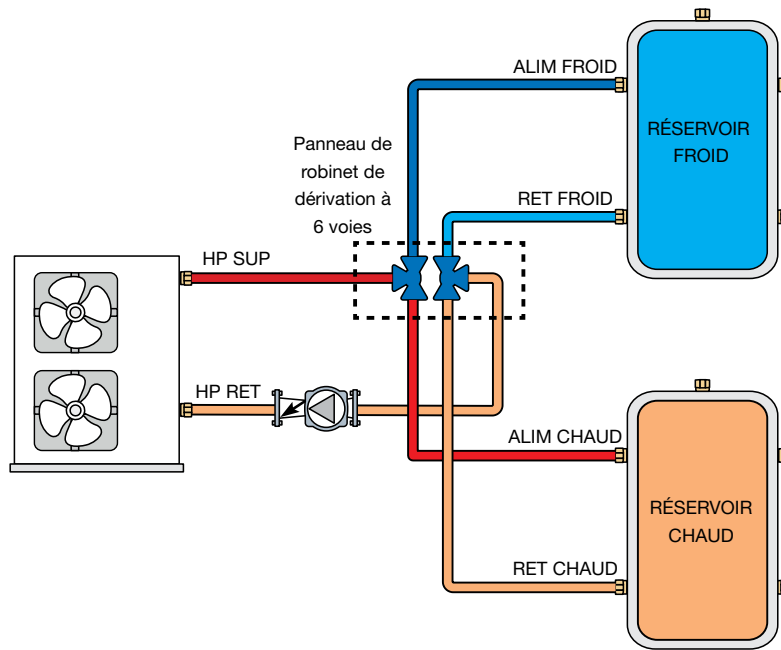 ALIM FROID
RÉSERVOIR
FROID
Panneau de
robinet de
dérivation à
6 voies
RET FROID
HP SUP
HP RET
ALIM CHAUD
RÉSERVOIR
CHAUD
RET CHAUD